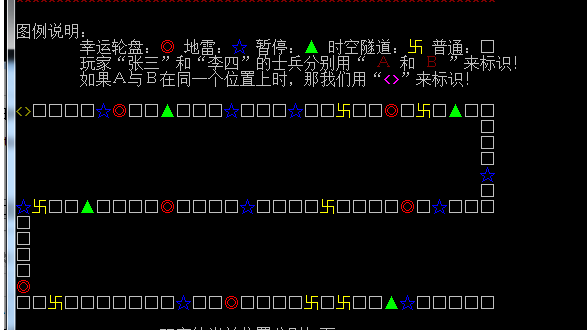 图例说明:
幸运轮盘：◎ 地雷：☆ 暂停：▲ 时空隧道：卐 普通：□
玩家“张三”和“李四”的士兵分别用“ Ａ 和 Ｂ ”来标识!
如果Ａ与Ｂ在同一个位置上时，那我们用“<>”来标识!